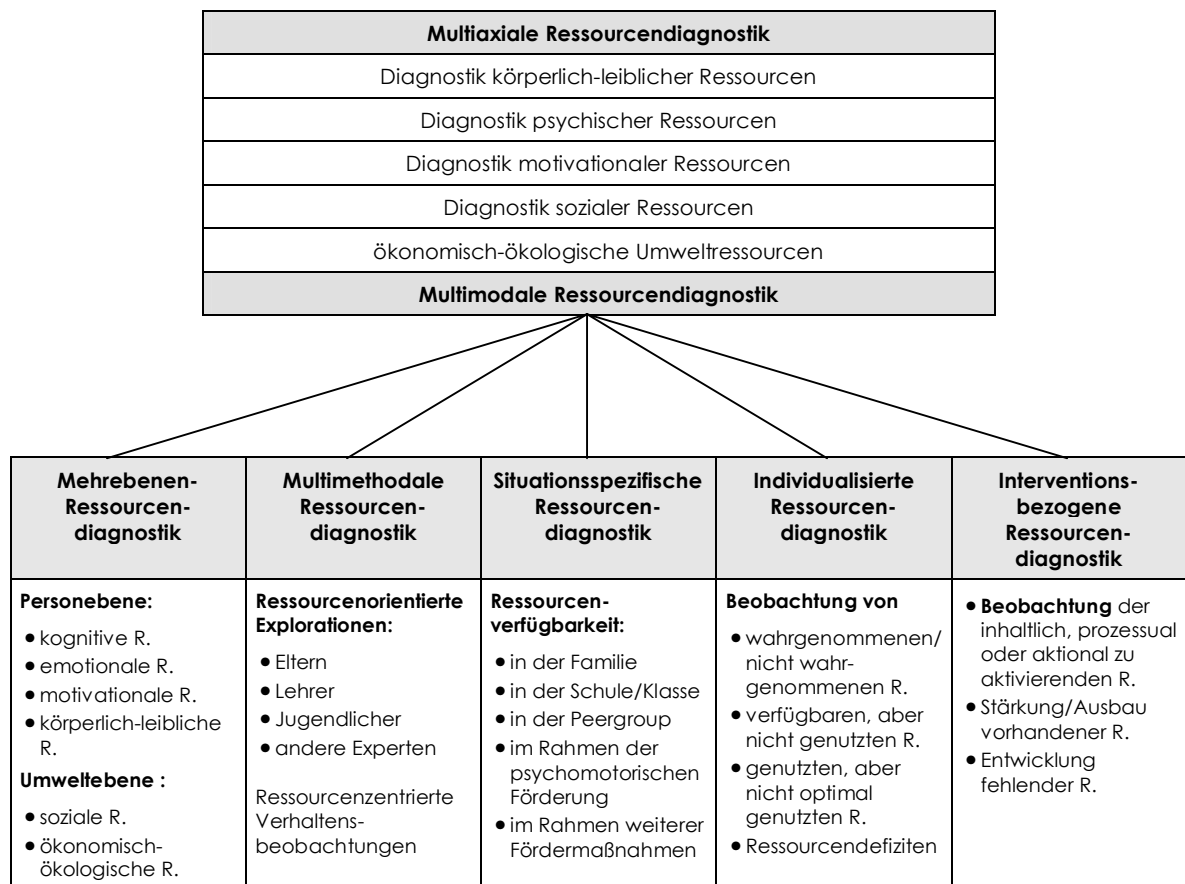 Multiaxiale Ressourcendiagnostik
Diagnostik körperlich-leiblicher Ressourcen
Diagnostik psychischer Ressourcen
Diagnostik motivationaler Ressourcen
Diagnostik sozialer Ressourcen
ökonomisch-ökologische Umweltressourcen
Multimodale Ressourcendiagnostik
Mehrebenen-
Ressourcen-
diagnostik
Personebene:
• kognitive R.
• emotionale R.
• motivationale R.
• körperlich-leibliche
R.
Umweltebene :
• soziale R.
• ökonomisch-
ökologische R.
Multimethodale
Ressourcen-
diagnostik
Ressourcenorientierte
Explorationen:
• Eltern
• Lehrer
• Jugendlicher
• andere Experten
Ressourcenzentrierte
Verhaltens-
beobachtungen
Situationsspezifische
Ressourcen-
diagnostik
Ressourcen-
verfügbarkeit:
• in der Familie
• in der Schule/Klasse
• in der Peergroup
• im Rahmen der
psychomotorischen
Förderung
• im Rahmen weiterer
Fördermaßnahmen
Individualisierte
Ressourcen-
diagnostik
Beobachtung von
• wahrgenommenen/
nicht wahr-
genommenen R.
• verfügbaren, aber
nicht genutzten R.
• genutzten, aber
nicht optimal
genutzten R.
• Ressourcendefiziten
Interventions-
bezogene
Ressourcen-
diagnostik
• Beobachtung der
inhaltlich, prozessual
oder aktional zu
aktivierenden R.
• Stärkung/Ausbau
vorhandener R.
• Entwicklung
fehlender R.